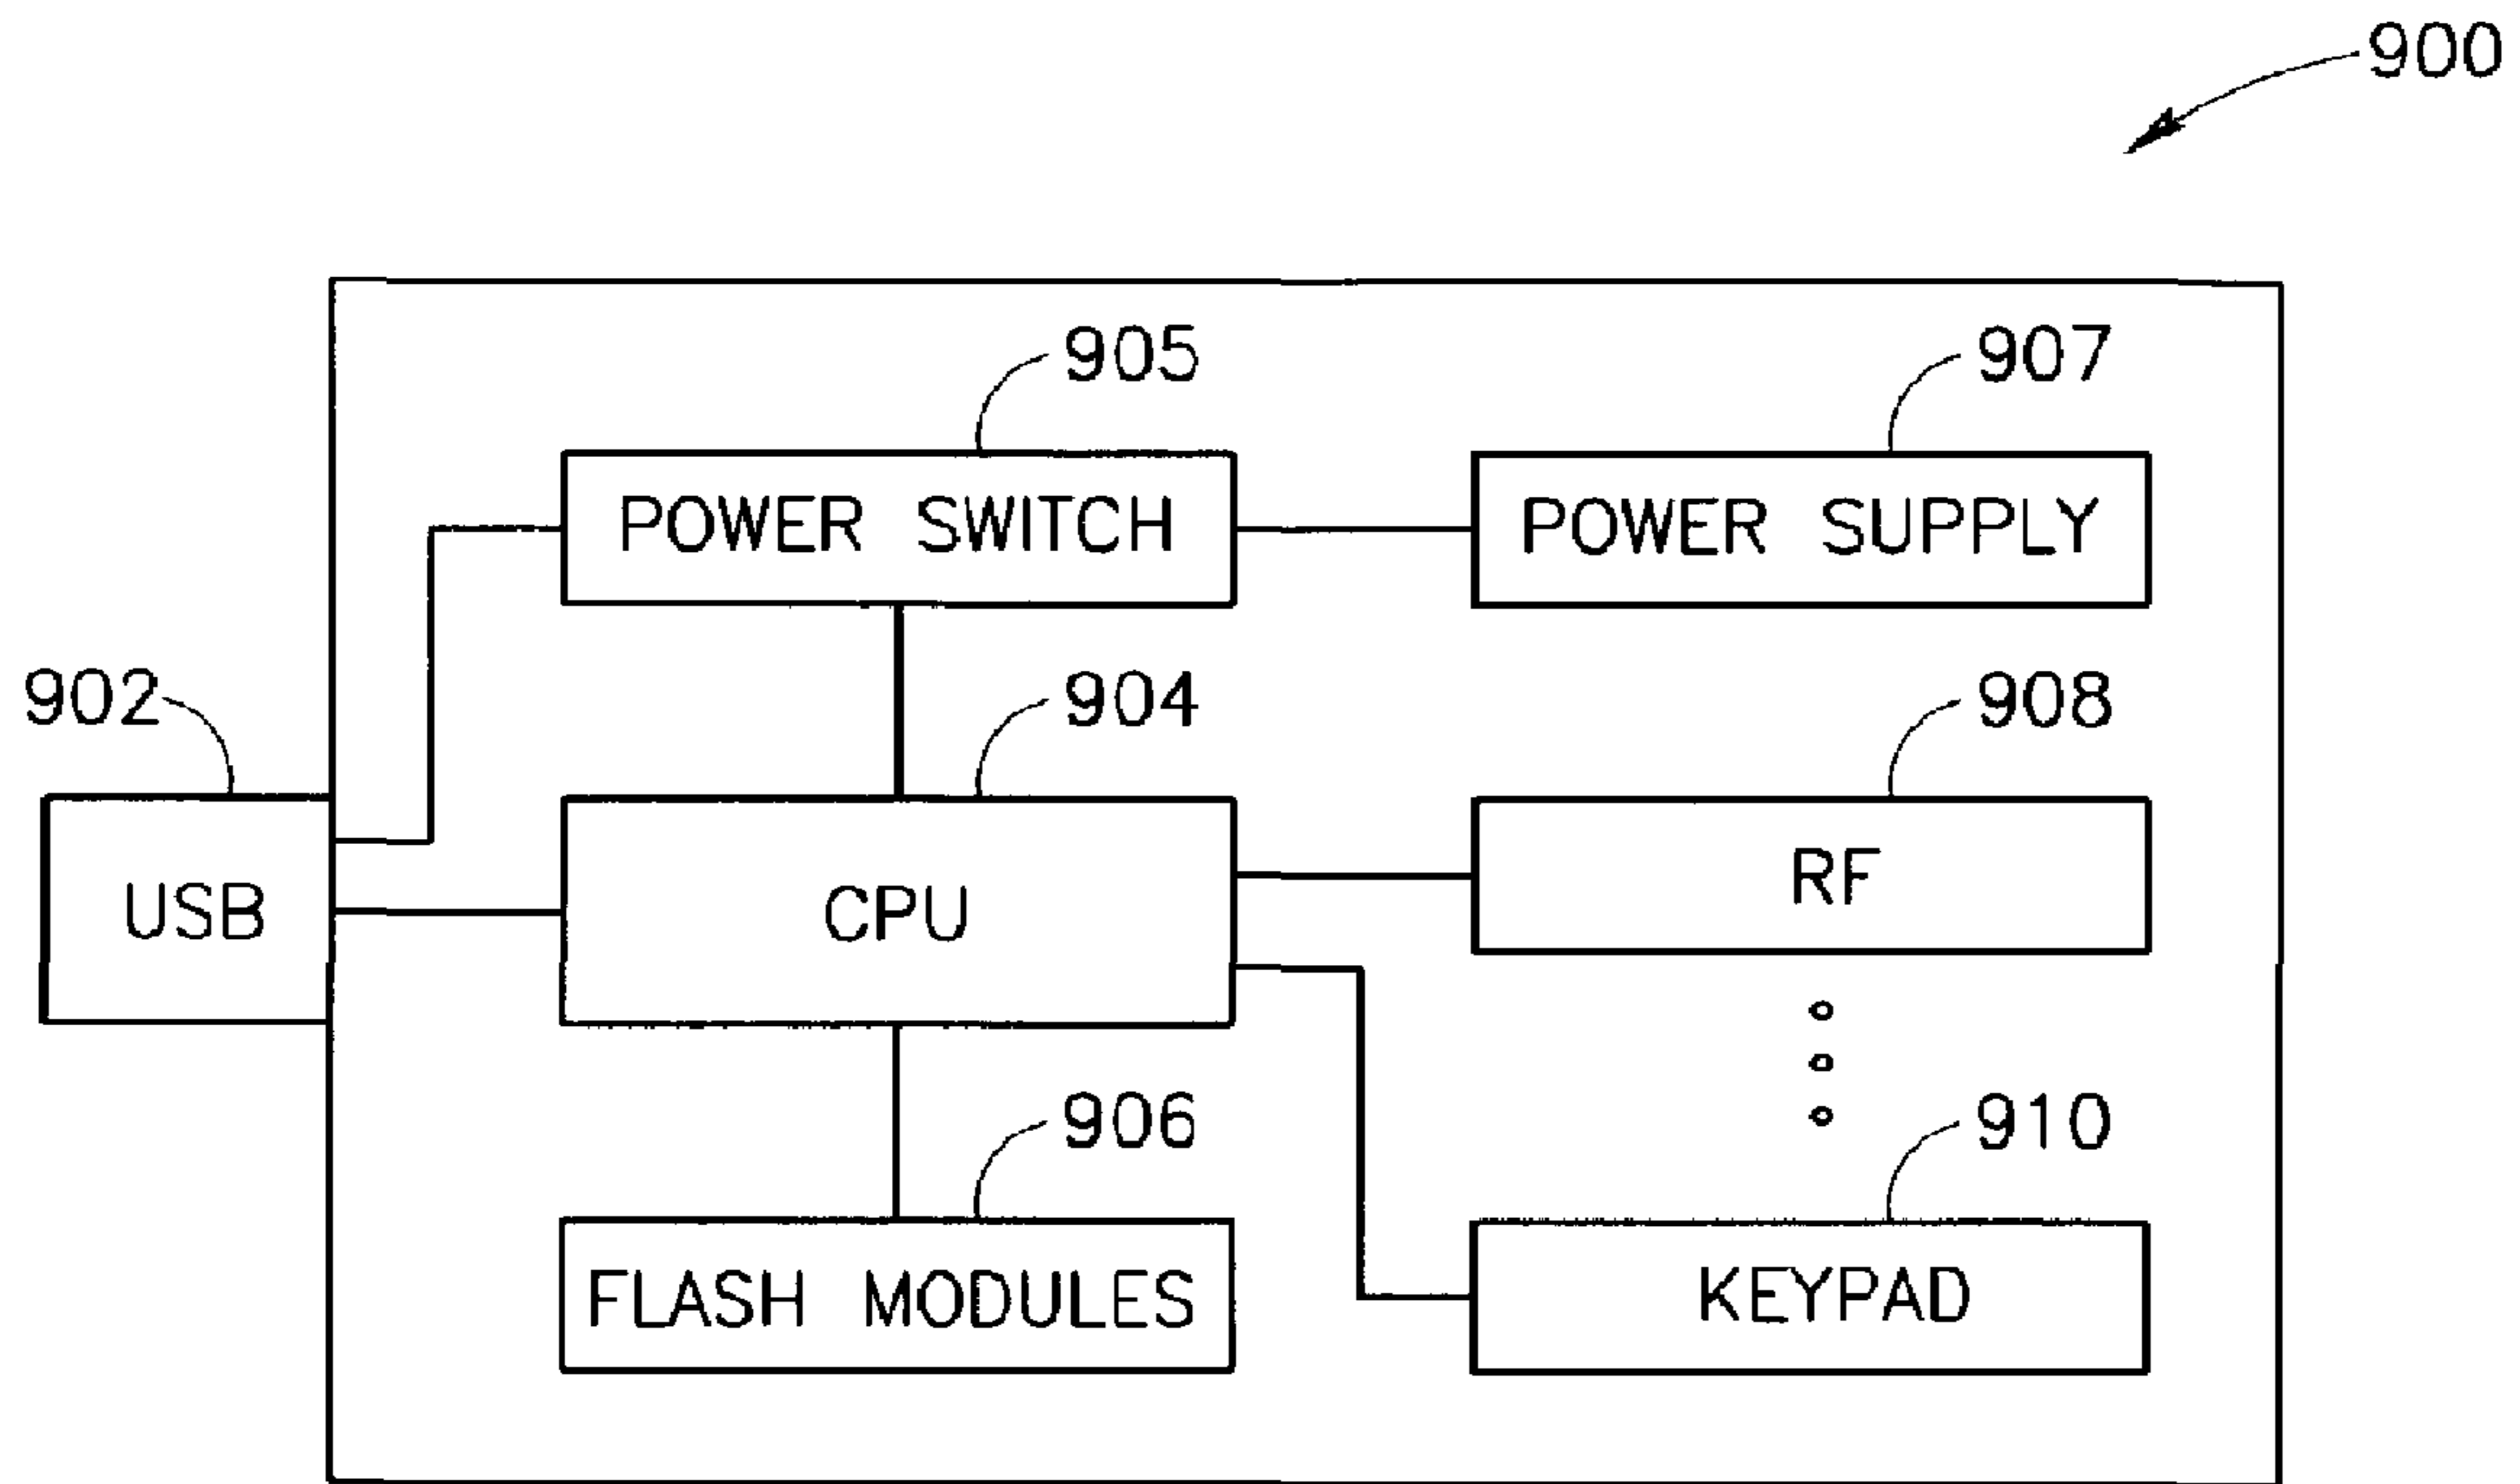 900
905
907
POWER SWITCH
POWER SUPPLY
902
904
908
USB
CPU
RF
906
910
FLASH MODULES
KEYPAD